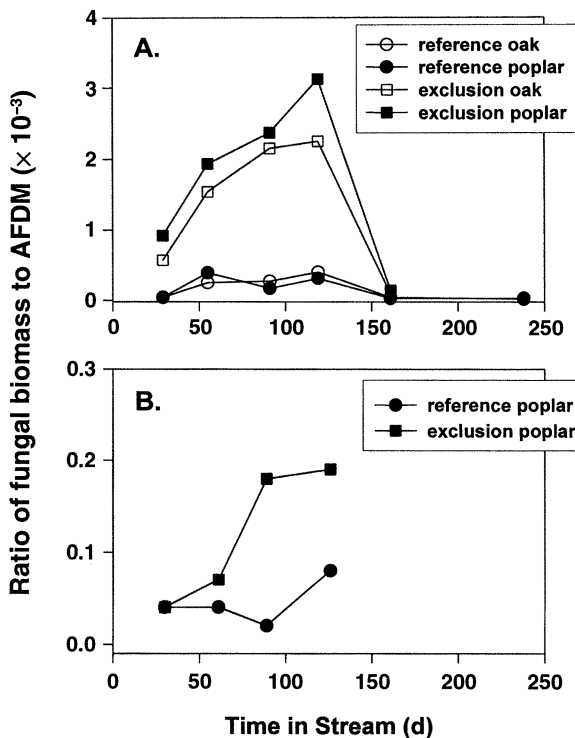 Ratio of fungal biomass to AFDM (× 10⁻³)
A.
4
3
2
1
0
reference oak
reference poplar
exclusion oak
exclusion poplar
0 50 100 150 200 250
B.
0.3
0.2
0.1
0.0
reference poplar
exclusion poplar
0 50 100 150 200 250
Time in Stream (d)